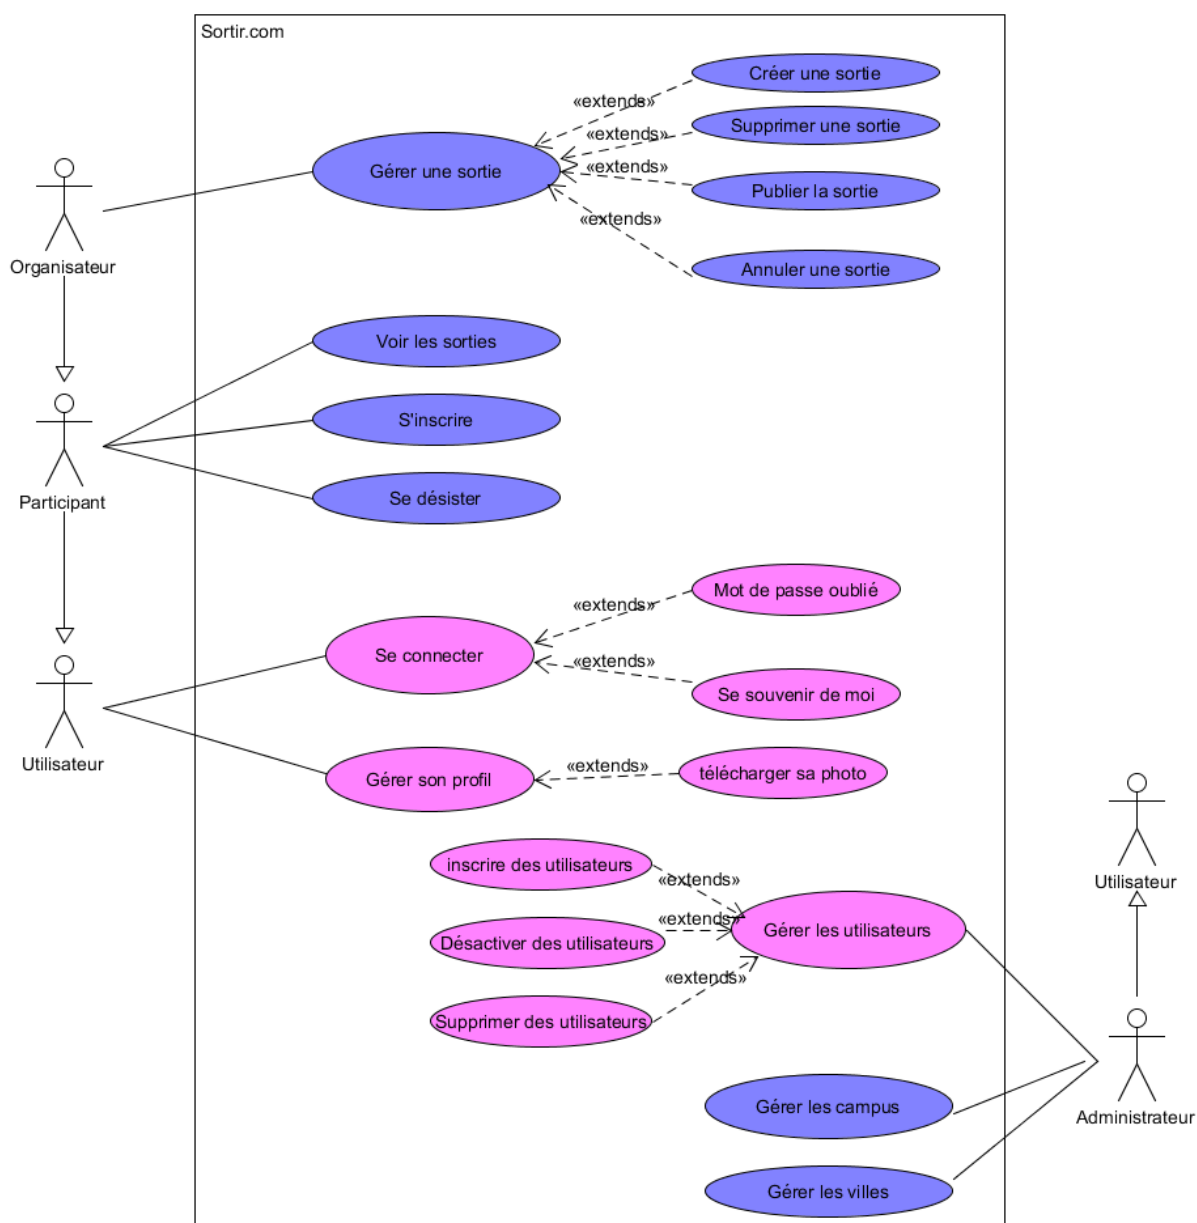 Sortir.com
Créer une sortie
«extends»
Supprimer une sortie
«extends»
Gérer une sortie
«extends»
Publier la sortie
«extends»
Organisateur
Annuler une sortie
Voir les sorties
S'inscrire
Participant
Se désister
Mot de passe oublié
«extends»
Se connecter
«extends»
Se souvenir de moi
Utilisateur
Gérer son profil
«extends»
télécharger sa photo
inscrire des utilisateurs
«extends»
Utilisateur
«extends»
Gérer les utilisateurs
Désactiver des utilisateurs
«extends»
Supprimer des utilisateurs
Gérer les campus
Administrateur
Gérer les villes